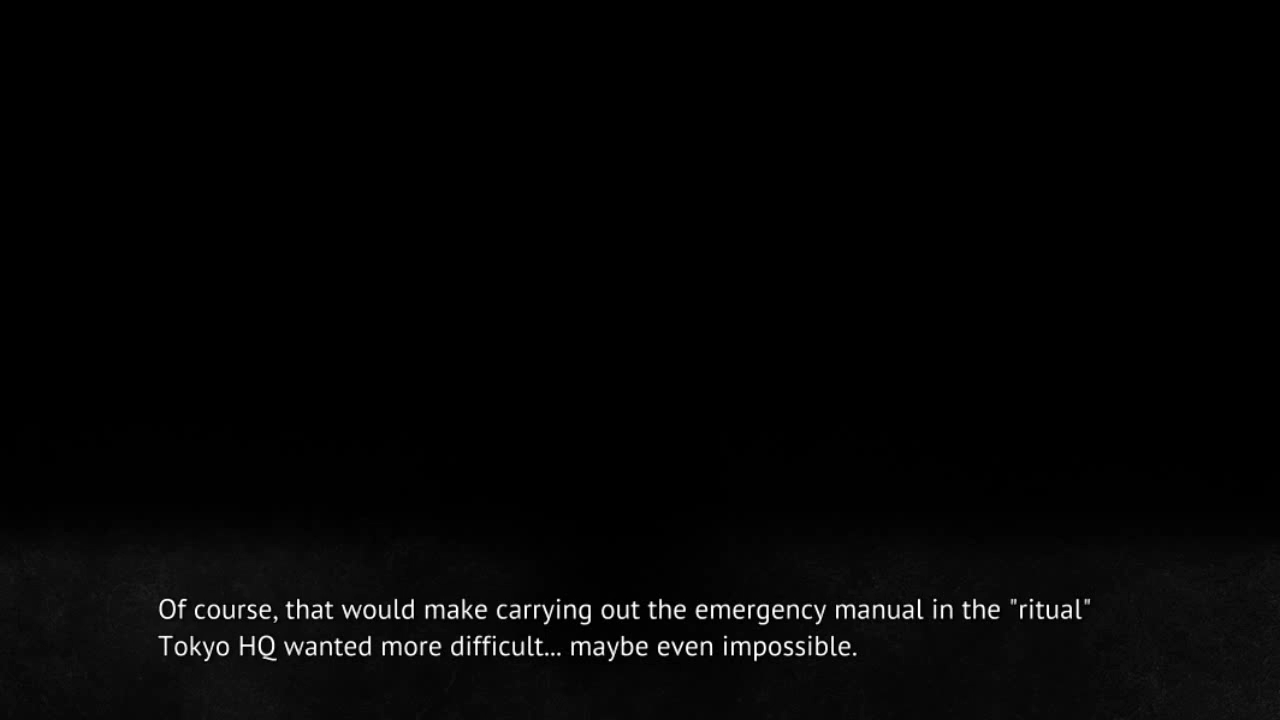 Of course, that would make carrying out the emergency manual in the "ritual"
Tokyo HQ wanted more difficult... maybe even impossible.